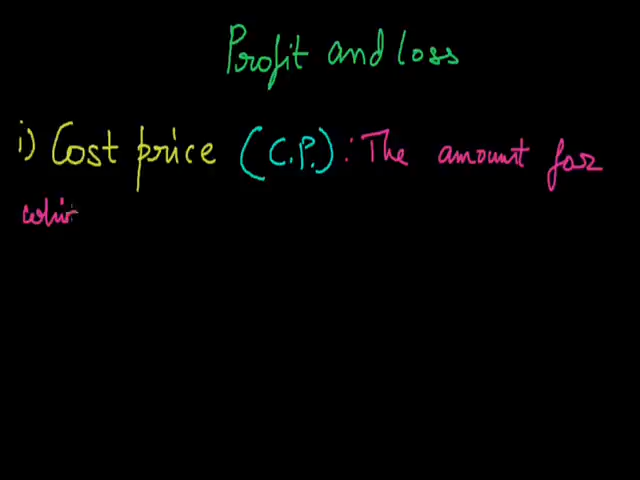 Profit and loss
i) Cost price (C.P.) : The amount for